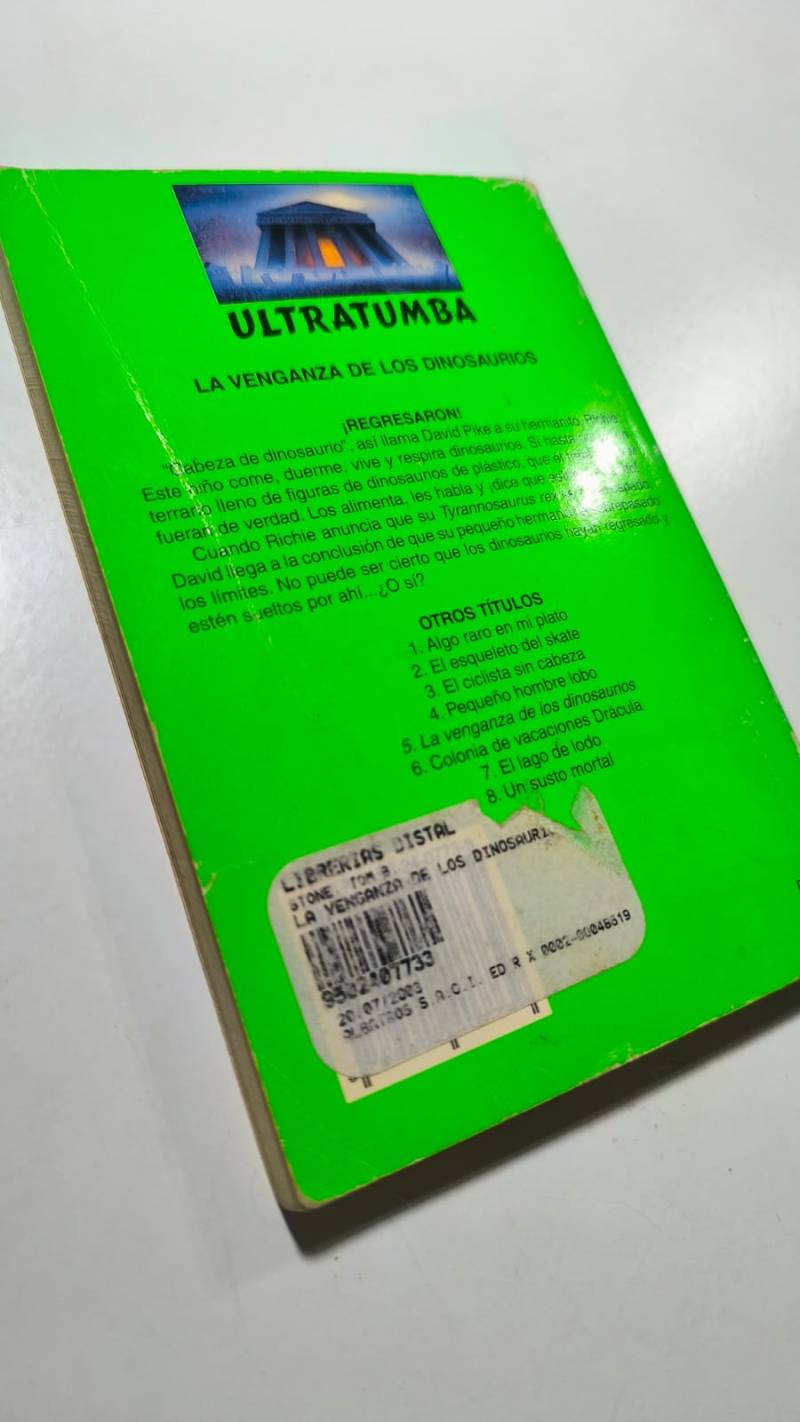 ULTRATUMBA
LA VENGANZA DE LOS DINOSAURIOS
¡REGRESARON!
"Cabeza de dinosaurio", así llama David Pike a su hermanito, Richie.
Este niño come, duerme, vive y respira dinosaurios. Si hasta
terrario lleno de figuras de dinosaurios de plástico, que él
fueran de verdad. Los alimenta, les habla y ¡dice que
Cuando Richie anuncia que su Tyrannosaurus rex
David llega a la conclusión de que su pequeño
los límites. No puede ser cierto que los dinosaurios hayan regresado y
estén sueltos por ahí...¿O sí?
OTROS TÍTULOS
1. Algo raro en mi plato
2. El esqueleto del skate
3. El ciclista sin cabeza
4. Pequeño hombre lobo
5. La venganza de los dinosaurios
6. Colonia de vacaciones Drácula
7. El lago de lodo
8. Un susto mortal
LIBRERIAS DISTAL
STONE, TOM B.
LA VENGANZA DE LOS DINOSAURI
9502407733
20/07/2003
ALBATROS S.A.C.I. ED R X